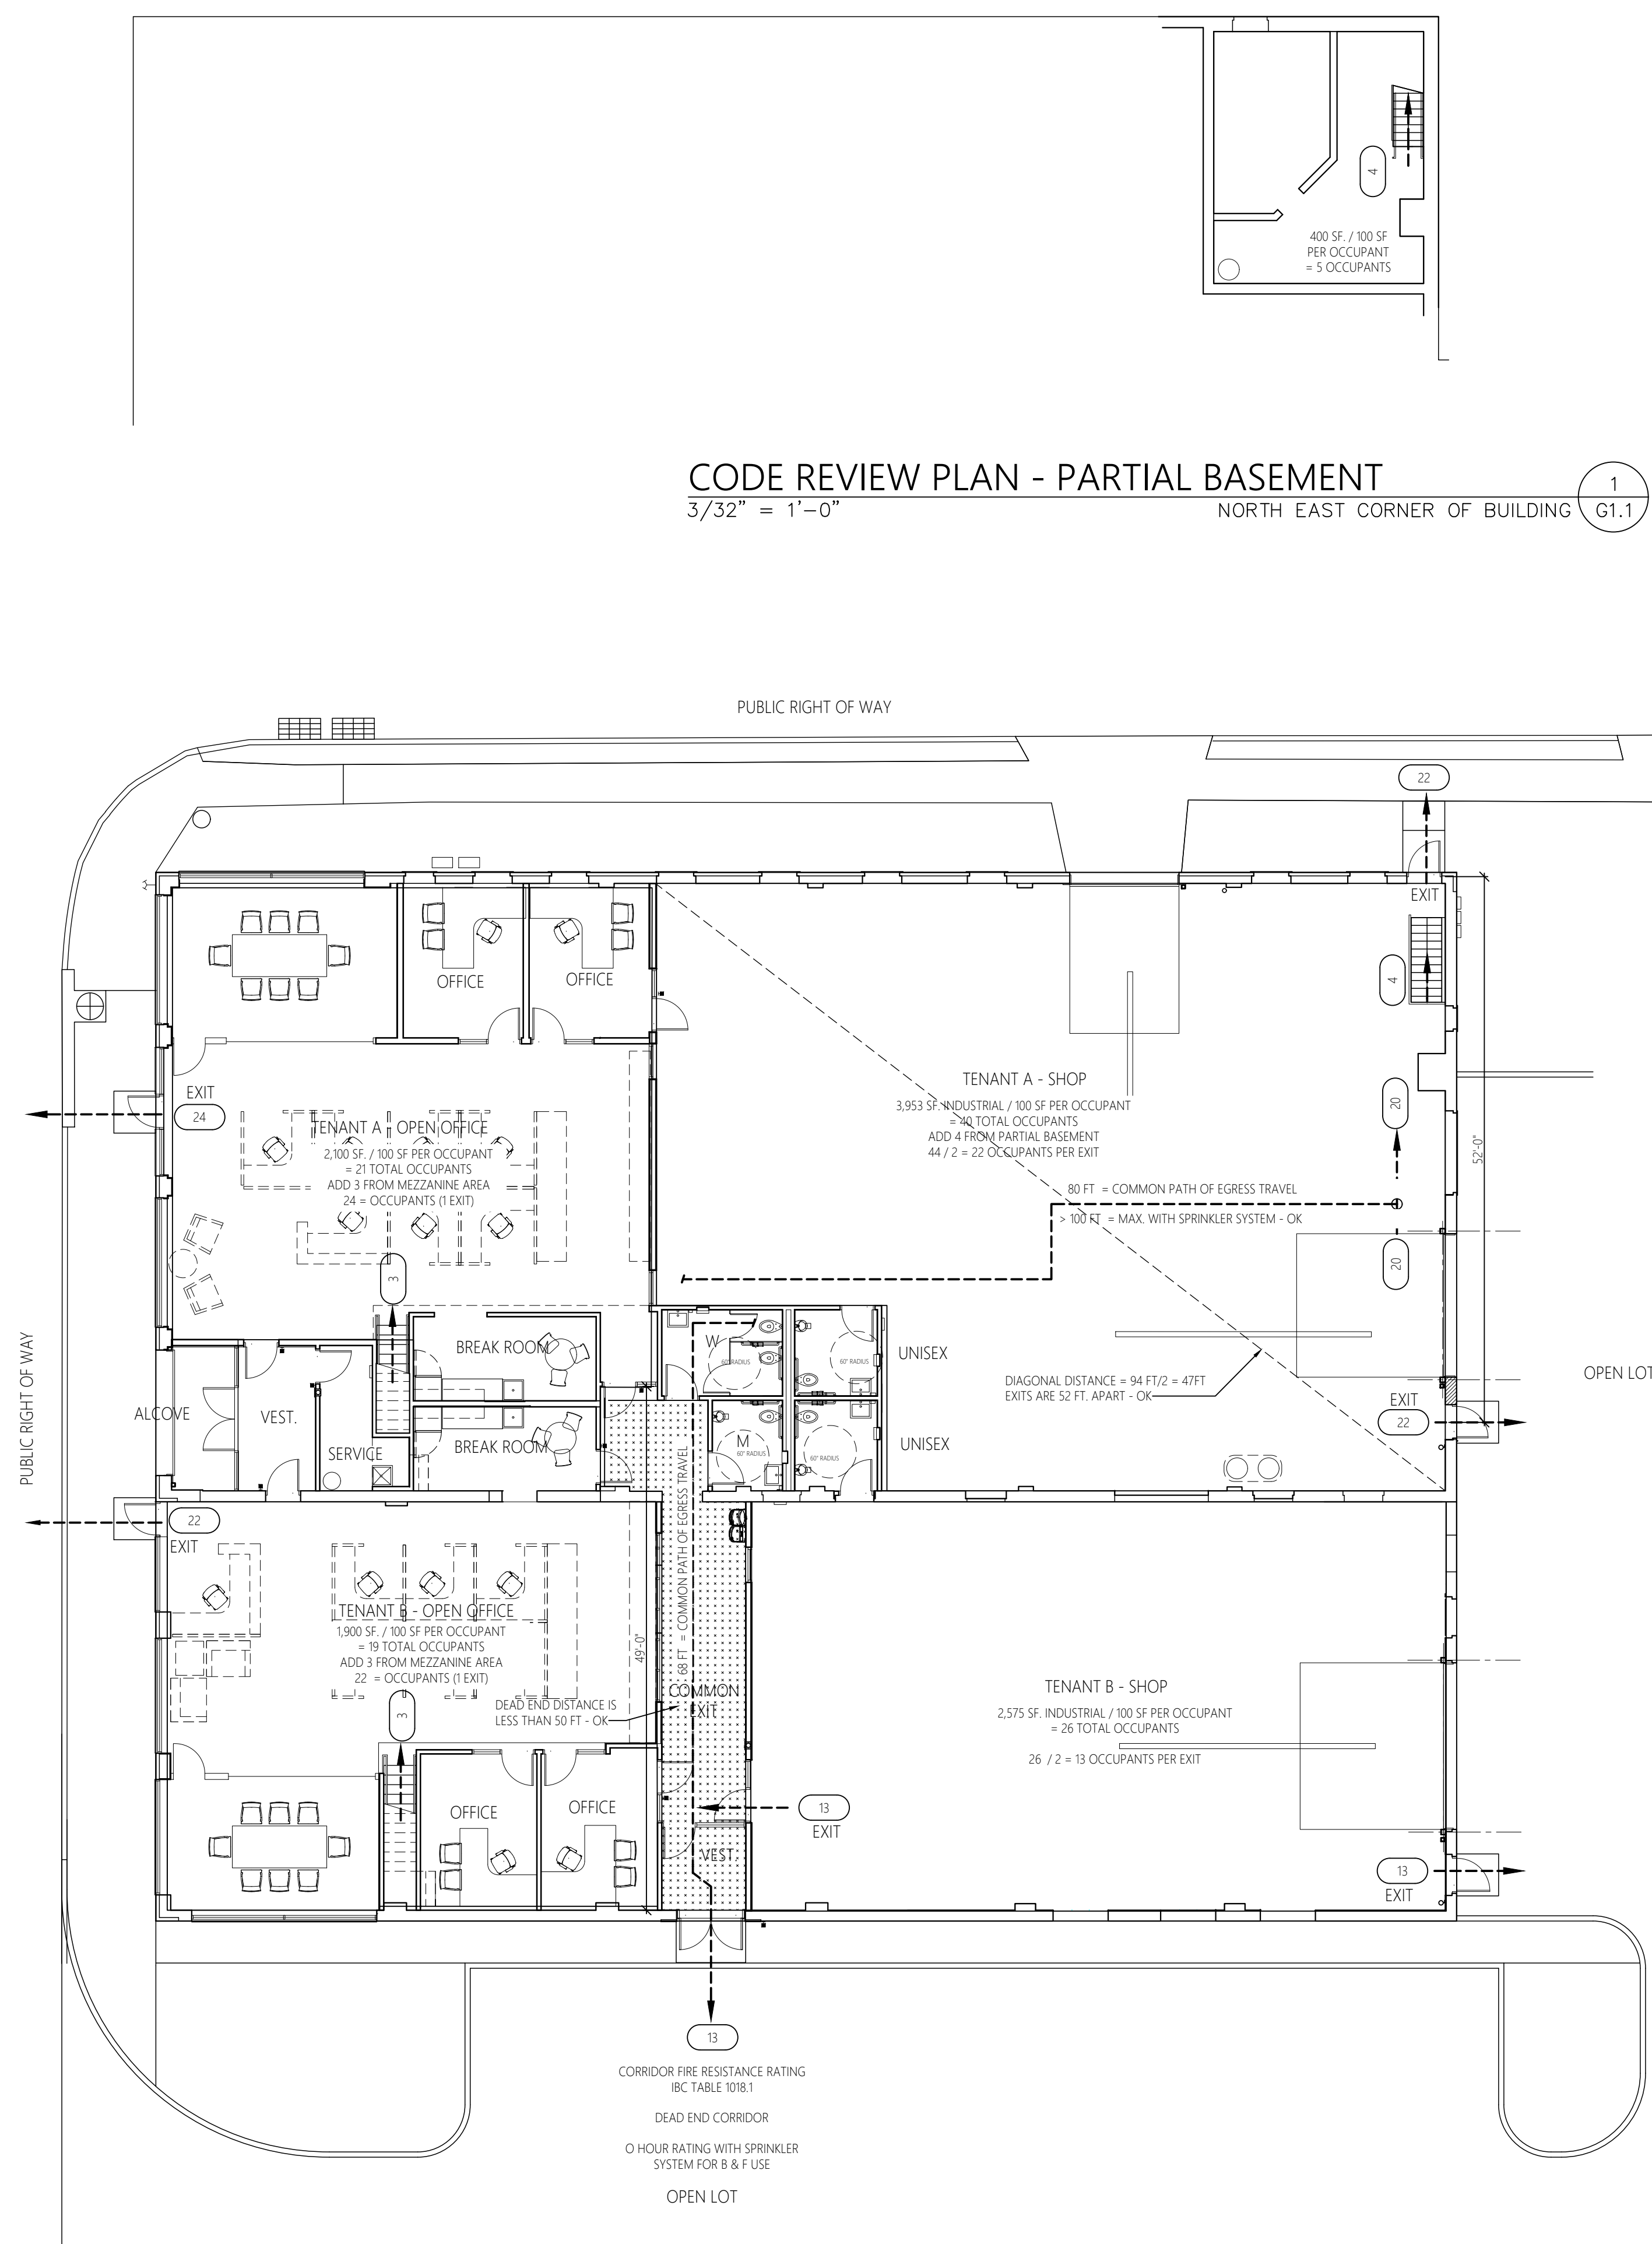 4
400 SF. / 100 SF
PER OCCUPANT
= 5 OCCUPANTS
CODE REVIEW PLAN - PARTIAL BASEMENT
3/32" = 1'-0"
NORTH EAST CORNER OF BUILDING
1
G1.1
PUBLIC RIGHT OF WAY
22
EXIT
OFFICE
OFFICE
4
EXIT
24
TENANT A - OPEN OFFICE
2,100 SF. / 100 SF PER OCCUPANT
= 21 TOTAL OCCUPANTS
ADD 3 FROM MEZZANINE AREA
24 = OCCUPANTS (1 EXIT)
3
TENANT A - SHOP
3,953 SF. INDUSTRIAL / 100 SF PER OCCUPANT
= 40 TOTAL OCCUPANTS
ADD 4 FROM PARTIAL BASEMENT
44 / 2 = 22 OCCUPANTS PER EXIT
20
52'-0"
80 FT = COMMON PATH OF EGRESS TRAVEL
> 100 FT = MAX. WITH SPRINKLER SYSTEM - OK
20
PUBLIC RIGHT OF WAY
BREAK ROOM
W
60" RADIUS
60" RADIUS
UNISEX
DIAGONAL DISTANCE = 94 FT/2 = 47FT
EXITS ARE 52 FT. APART - OK
OPEN LOT
ALCOVE
VEST.
SERVICE
BREAK ROOM
M
60" RADIUS
60" RADIUS
UNISEX
EXIT
22
22
EXIT
68 FT = COMMON PATH OF EGRESS TRAVEL
49'-0"
TENANT B - OPEN OFFICE
1,900 SF. / 100 SF PER OCCUPANT
= 19 TOTAL OCCUPANTS
ADD 3 FROM MEZZANINE AREA
22 = OCCUPANTS (1 EXIT)
3
DEAD END DISTANCE IS
LESS THAN 50 FT - OK
COMMON
EXIT
TENANT B - SHOP
2,575 SF. INDUSTRIAL / 100 SF PER OCCUPANT
= 26 TOTAL OCCUPANTS
26 / 2 = 13 OCCUPANTS PER EXIT
OFFICE
OFFICE
13
EXIT
VEST.
13
EXIT
13
CORRIDOR FIRE RESISTANCE RATING
IBC TABLE 1018.1
DEAD END CORRIDOR
O HOUR RATING WITH SPRINKLER
SYSTEM FOR B & F USE
OPEN LOT